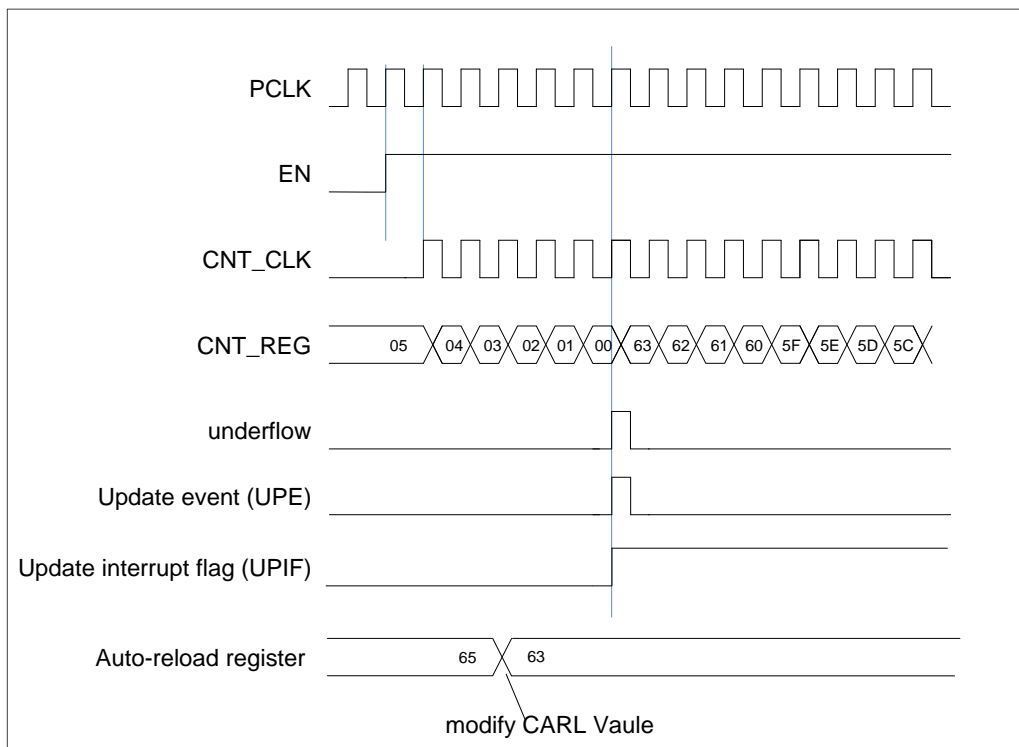 PCLK
EN
CNT_CLK
CNT_REG 05 04 03 02 01 00 63 62 61 60 5F 5E 5D 5C
underflow
Update event (UPE)
Update interrupt flag (UPIF)
Auto-reload register 65 63
modify CARL Vaule